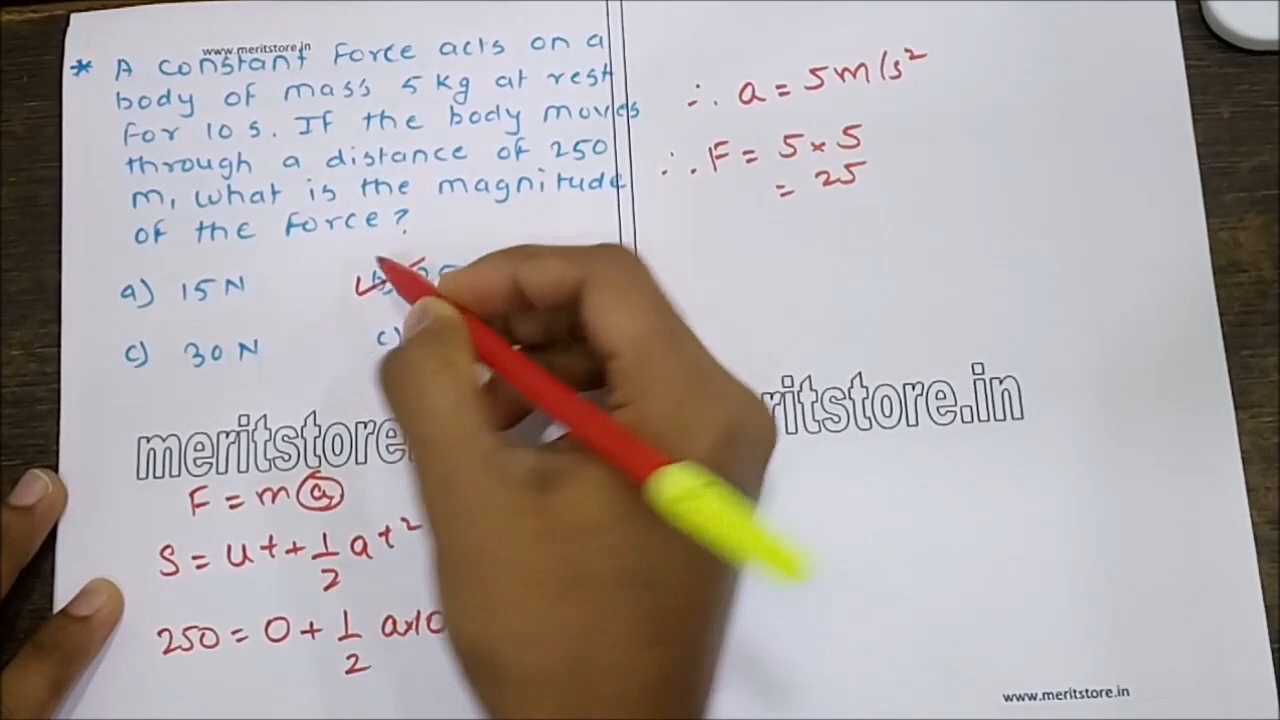 www.meritstore.in
* A constant Force acts on a
body of mass 5 kg at rest
For 10 s. If the body moves
through a distance of 250
m, what is the magnitude
of the force?
a) 15 N
c) 30 N
c)
meritstore
ritstore.in
F = m a
S = ut + 1/2 at²
250 = 0 + 1/2 a×10
∴ a = 5 m/s²
∴ F = 5 × 5
= 25
www.meritstore.in